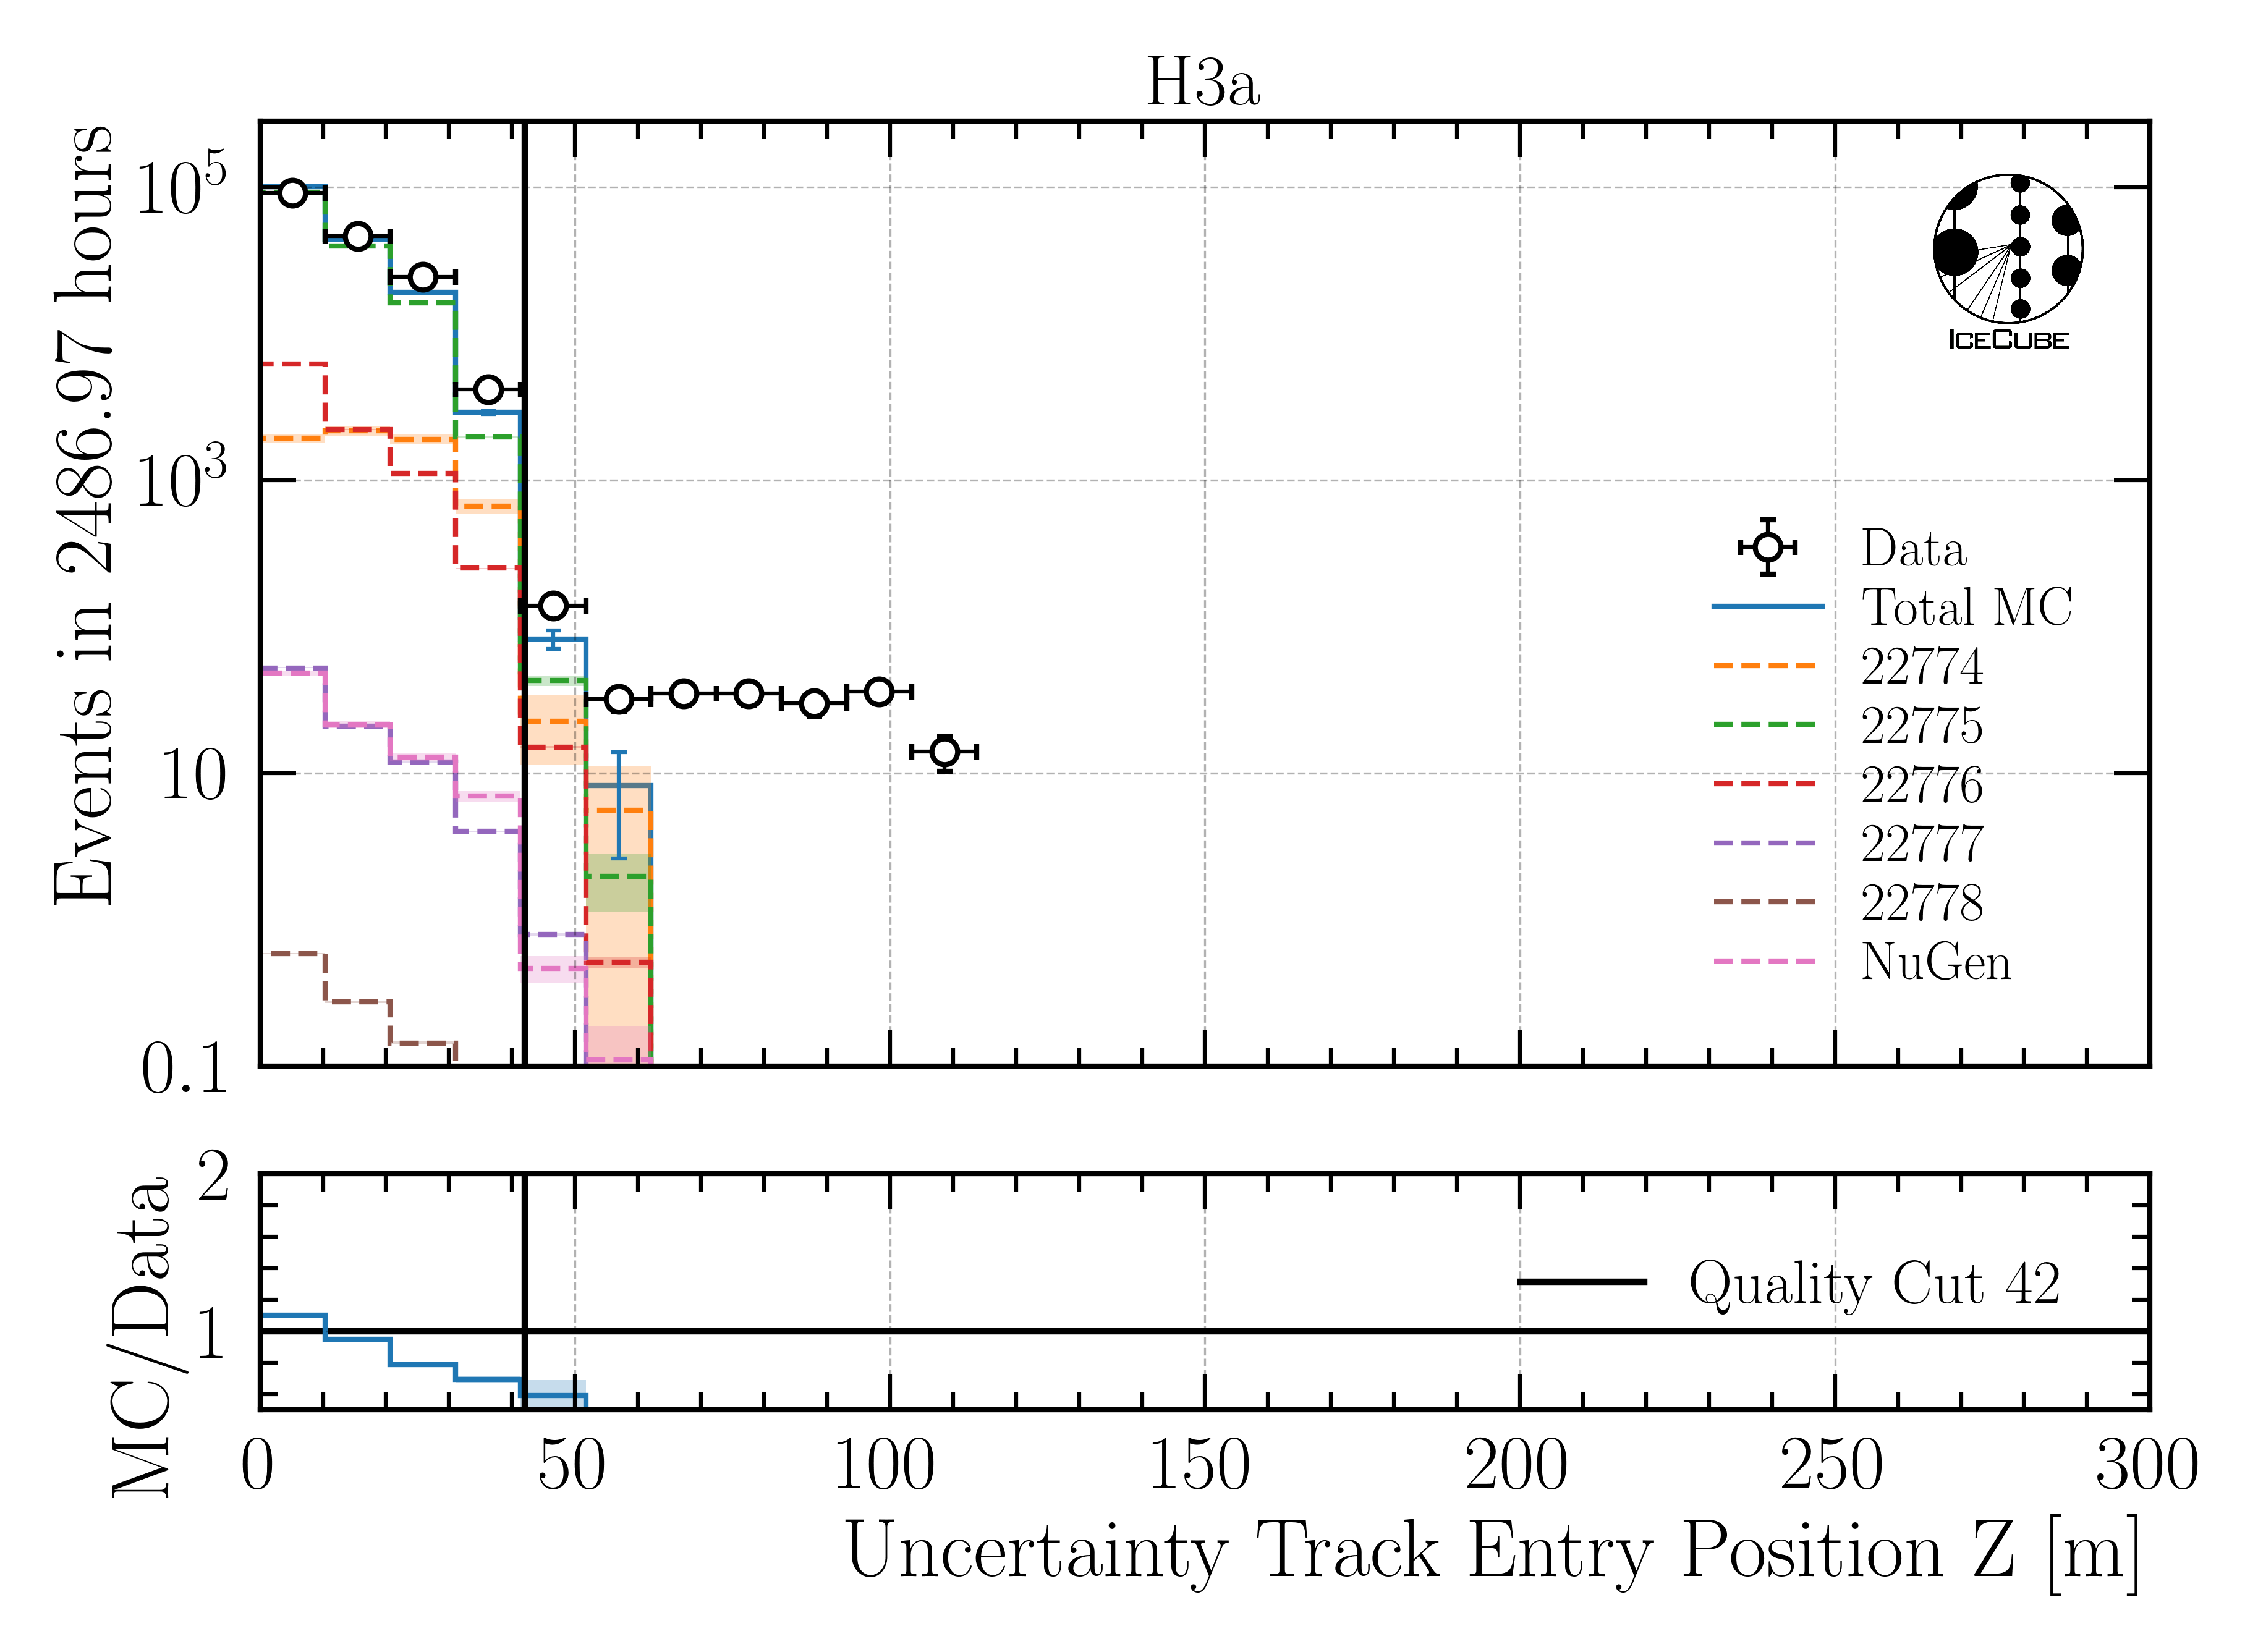 H3a
Events in 2486.97 hours
10^5
10^3
10
0.1
ICECUBE
Data
Total MC
22774
22775
22776
22777
22778
NuGen
MC/Data
2
1
Quality Cut 42
0 50 100 150 200 250 300
Uncertainty Track Entry Position Z [m]